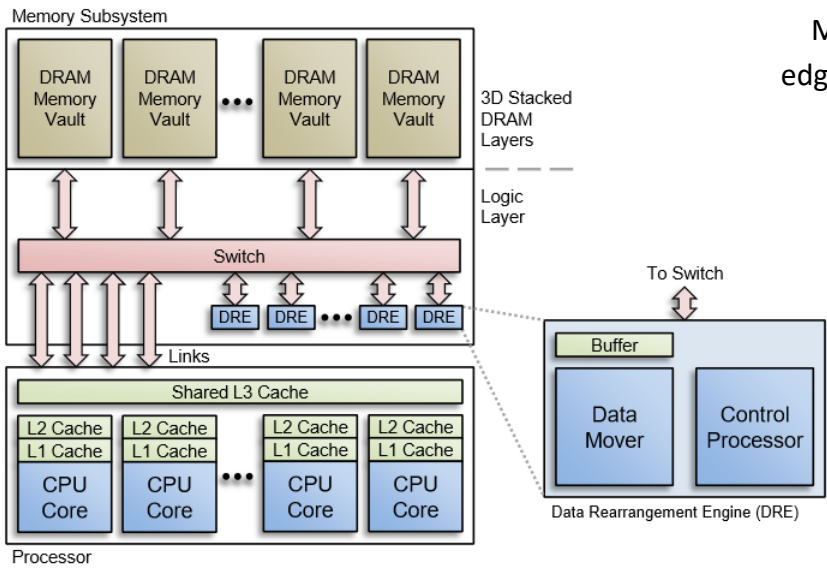 Memory Subsystem
DRAM
Memory
Vault
DRAM
Memory
Vault
DRAM
Memory
Vault
DRAM
Memory
Vault
3D Stacked
DRAM
Layers
Logic
Layer
Switch
DRE
DRE
DRE
DRE
Links
Shared L3 Cache
L2 Cache
L1 Cache
CPU
Core
L2 Cache
L1 Cache
CPU
Core
L2 Cache
L1 Cache
CPU
Core
L2 Cache
L1 Cache
CPU
Core
Processor
M
edg
To Switch
Buffer
Data
Mover
Control
Processor
Data Rearrangement Engine (DRE)